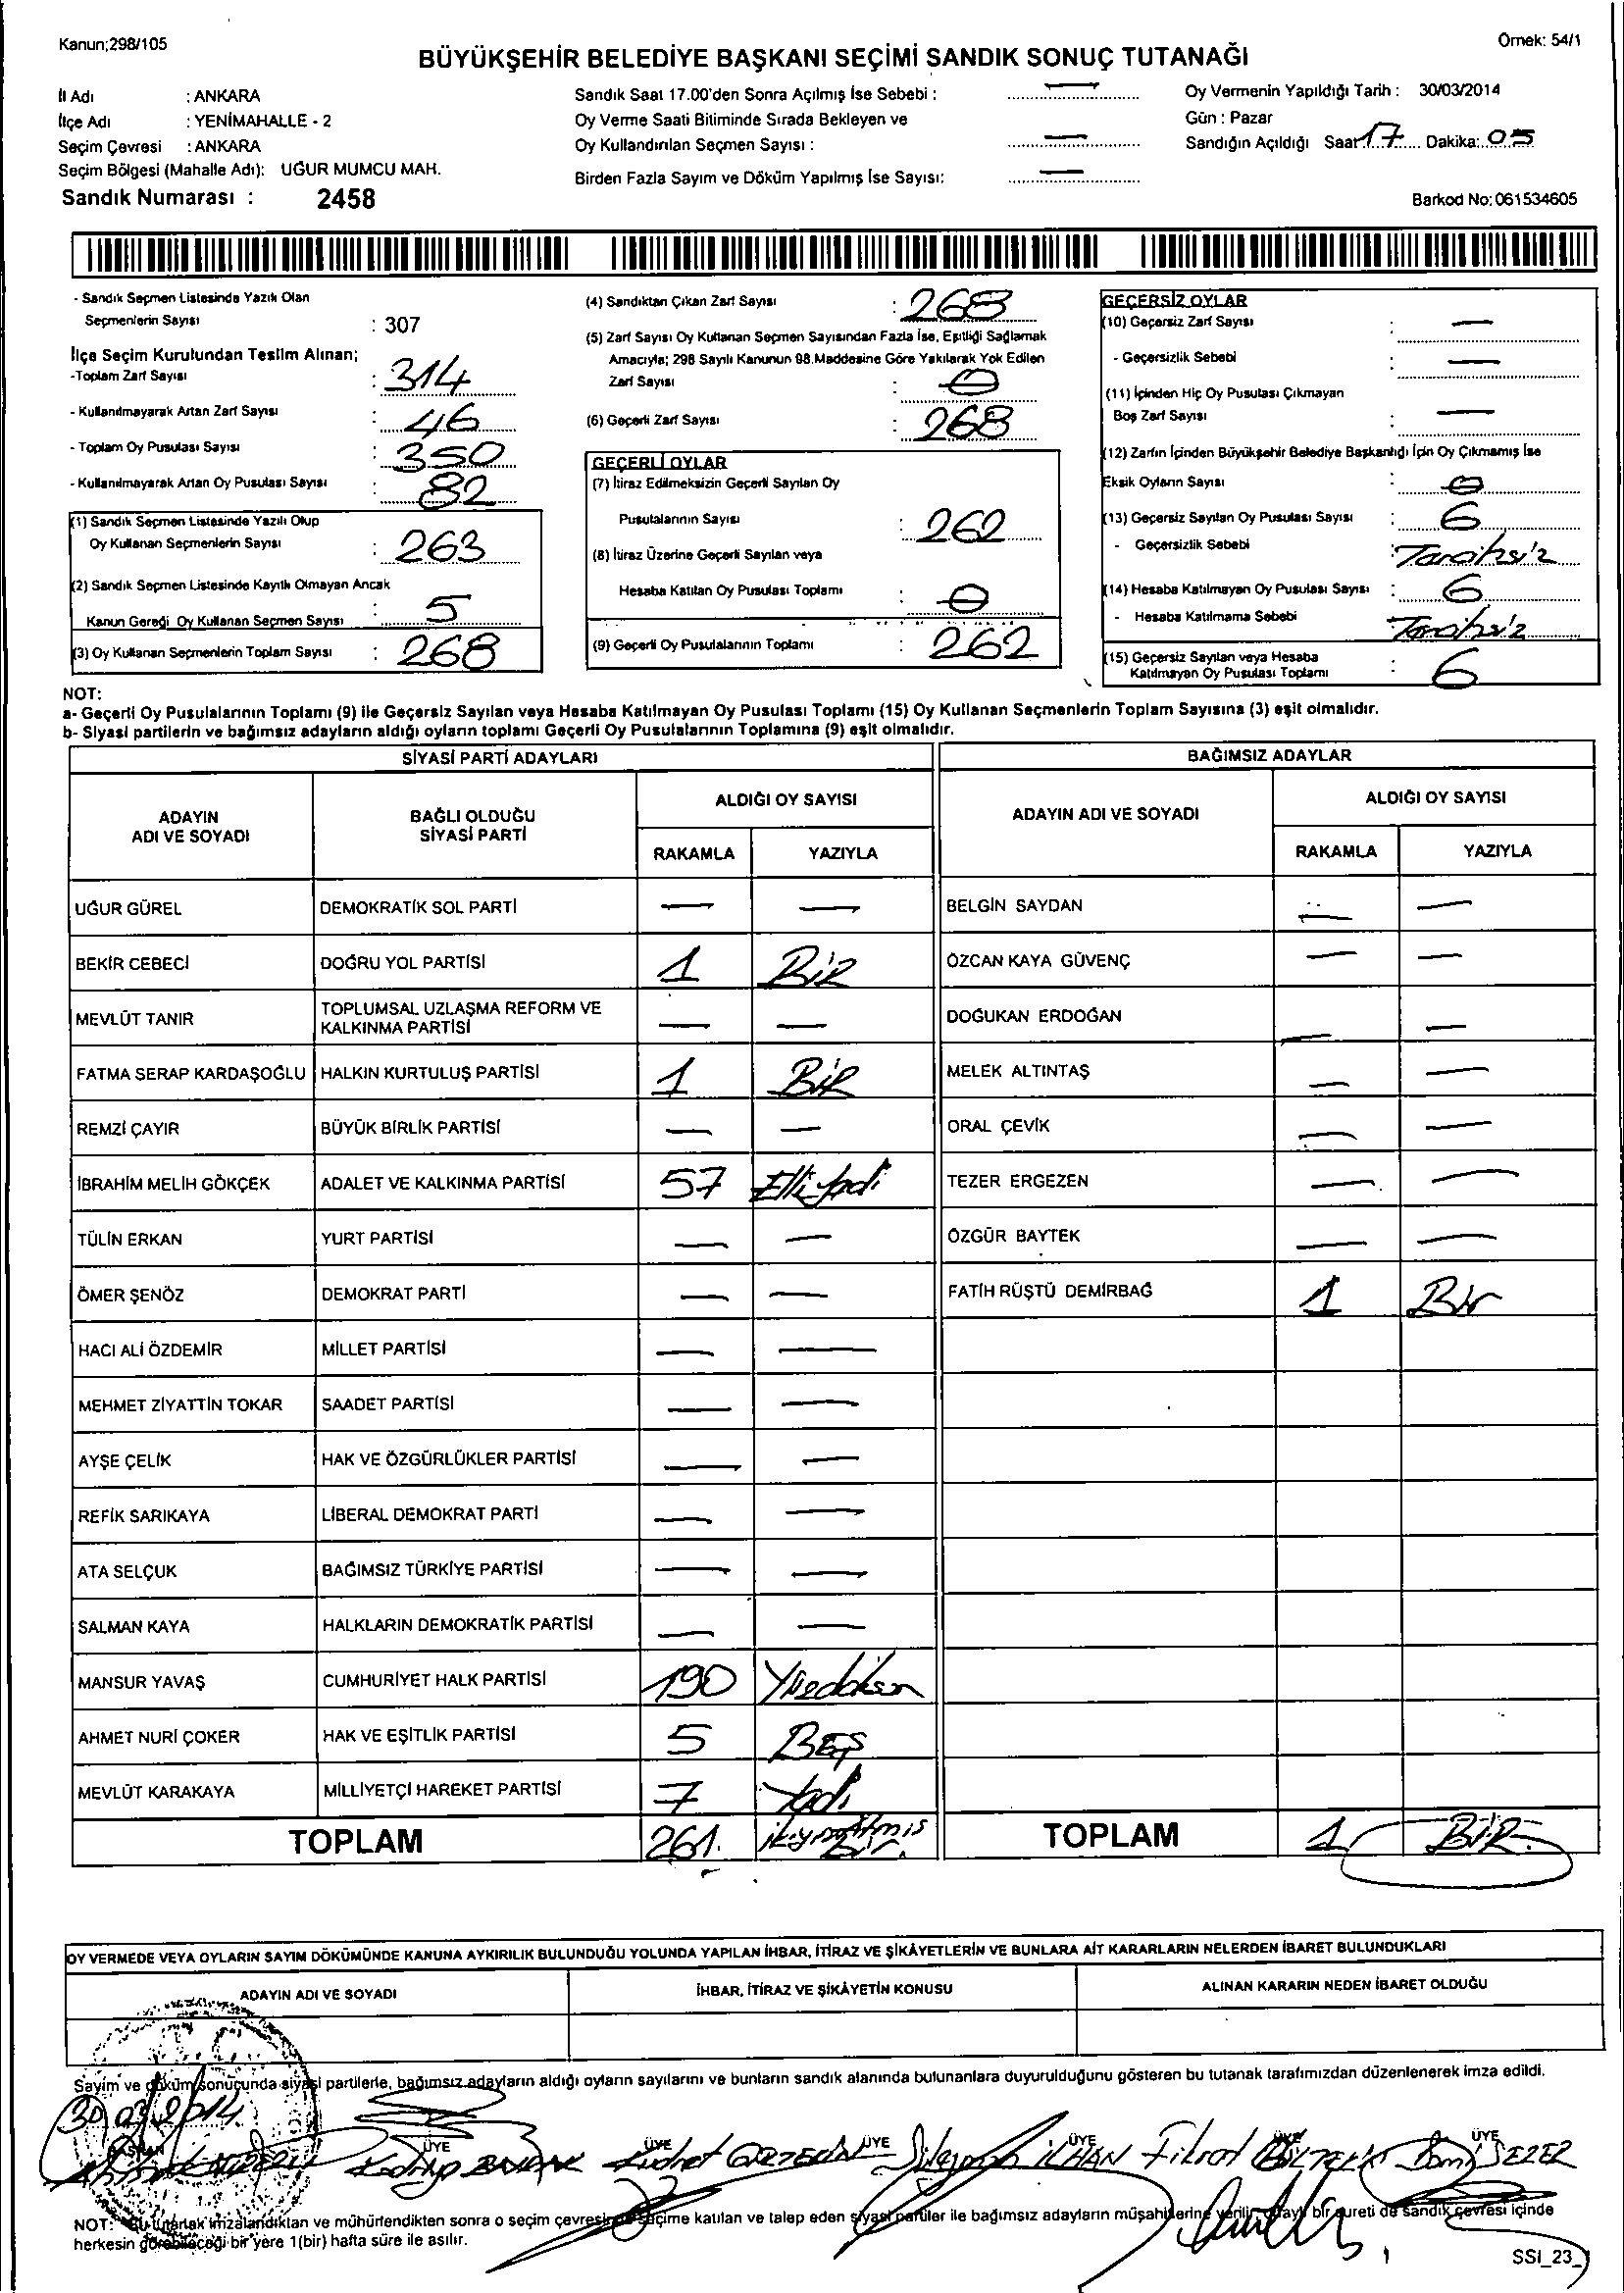 Kanun;298/105
Örnek: 54/1
BÜYÜKŞEHİR BELEDİYE BAŞKANI SEÇİMİ SANDIK SONUÇ TUTANAĞI
İl Adı : ANKARA
İlçe Adı : YENİMAHALLE - 2
Seçim Çevresi : ANKARA
Seçim Bölgesi (Mahalle Adı): UĞUR MUMCU MAH.
Sandık Numarası : 2458
Sandık Saat 17.00'den Sonra Açılmış İse Sebebi : —
Oy Verme Saati Bitiminde Sırada Bekleyen ve
Oy Kullandırılan Seçmen Sayısı : —
Birden Fazla Sayım ve Döküm Yapılmış İse Sayısı: —
Oy Vermenin Yapıldığı Tarih : 30/03/2014
Gün : Pazar
Sandığın Açıldığı Saat 17 Dakika: 05
Barkod No: 061534605
- Sandık Seçmen Listesinde Yazılı Olan
Seçmenlerin Sayısı : 307
İlçe Seçim Kurulundan Teslim Alınan;
-Toplam Zarf Sayısı : 314
- Kullanılmayarak Artan Zarf Sayısı : 46
- Toplam Oy Pusulası Sayısı : 350
- Kullanılmayarak Artan Oy Pusulası Sayısı : 82
(1) Sandık Seçmen Listesinde Yazılı Olup
Oy Kullanan Seçmenlerin Sayısı : 263
(2) Sandık Seçmen Listesinde Kayıtlı Olmayan Ancak
Kanun Gereği Oy Kullanan Seçmen Sayısı : 5
(3) Oy Kullanan Seçmenlerin Toplam Sayısı : 268
(4) Sandıktan Çıkan Zarf Sayısı : 268
(5) Zarf Sayısı Oy Kullanan Seçmen Sayısından Fazla İse, Eşitliği Sağlamak
Amacıyla; 298 Sayılı Kanunun 98.Maddesine Göre Yakılarak Yok Edilen
Zarf Sayısı : 0
(6) Geçerli Zarf Sayısı : 268
GEÇERLİ OYLAR
(7) İtiraz Edilmeksizin Geçerli Sayılan Oy
Pusulalarının Sayısı : 262
(8) İtiraz Üzerine Geçerli Sayılan veya
Hesaba Katılan Oy Pusulası Toplamı : 0
(9) Geçerli Oy Pusulalarının Toplamı : 262
GEÇERSİZ OYLAR
(10) Geçersiz Zarf Sayısı : —
- Geçersizlik Sebebi : —
(11) İçinden Hiç Oy Pusulası Çıkmayan
Boş Zarf Sayısı : —
(12) Zarfın İçinden Büyükşehir Belediye Başkanlığı İçin Oy Çıkmamış İse
Eksik Oyların Sayısı : 0
(13) Geçersiz Sayılan Oy Pusulası Sayısı : 6
- Geçersizlik Sebebi : Tarihsiz
(14) Hesaba Katılmayan Oy Pusulası Sayısı : 6
- Hesaba Katılmama Sebebi Tarihsiz
(15) Geçersiz Sayılan veya Hesaba
Katılmayan Oy Pusulası Toplamı : 6
NOT:
a- Geçerli Oy Pusulalarının Toplamı (9) ile Geçersiz Sayılan veya Hesaba Katılmayan Oy Pusulası Toplamı (15) Oy Kullanan Seçmenlerin Toplam Sayısına (3) eşit olmalıdır.
b- Siyasi partilerin ve bağımsız adayların aldığı oyların toplamı Geçerli Oy Pusulalarının Toplamına (9) eşit olmalıdır.
SİYASİ PARTİ ADAYLARI
ADAYIN ADI VE SOYADI BAĞLI OLDUĞU SİYASİ PARTİ ALDIĞI OY SAYISI
RAKAMLA YAZIYLA
UĞUR GÜREL DEMOKRATİK SOL PARTİ — —
BEKİR CEBECİ DOĞRU YOL PARTİSİ 1 BİR
MEVLÜT TANIR TOPLUMSAL UZLAŞMA REFORM VE KALKINMA PARTİSİ — —
FATMA SERAP KARDAŞOĞLU HALKIN KURTULUŞ PARTİSİ 1 BİR
REMZİ ÇAYIR BÜYÜK BİRLİK PARTİSİ — —
İBRAHİM MELİH GÖKÇEK ADALET VE KALKINMA PARTİSİ 57 Elliyedi
TÜLİN ERKAN YURT PARTİSİ — —
ÖMER ŞENÖZ DEMOKRAT PARTİ — —
HACI ALİ ÖZDEMİR MİLLET PARTİSİ — —
MEHMET ZİYATTİN TOKAR SAADET PARTİSİ — —
AYŞE ÇELİK HAK VE ÖZGÜRLÜKLER PARTİSİ — —
REFİK SARIKAYA LİBERAL DEMOKRAT PARTİ — —
ATA SELÇUK BAĞIMSIZ TÜRKİYE PARTİSİ — —
SALMAN KAYA HALKLARIN DEMOKRATİK PARTİSİ — —
MANSUR YAVAŞ CUMHURİYET HALK PARTİSİ 190
AHMET NURİ ÇOKER HAK VE EŞİTLİK PARTİSİ 5 BEŞ
MEVLÜT KARAKAYA MİLLİYETÇİ HAREKET PARTİSİ 7 Yedi
TOPLAM 261.
BAĞIMSIZ ADAYLAR
ADAYIN ADI VE SOYADI ALDIĞI OY SAYISI
RAKAMLA YAZIYLA
BELGİN SAYDAN — —
ÖZCAN KAYA GÜVENÇ — —
DOĞUKAN ERDOĞAN — —
MELEK ALTINTAŞ — —
ORAL ÇEVİK — —
TEZER ERGEZEN — —
ÖZGÜR BAYTEK — —
FATİH RÜŞTÜ DEMİRBAĞ 1 Bir
TOPLAM 1 BİR.
OY VERMEDE VEYA OYLARIN SAYIM DÖKÜMÜNDE KANUNA AYKIRILIK BULUNDUĞU YOLUNDA YAPILAN İHBAR, İTİRAZ VE ŞİKÂYETLERİN VE BUNLARA AİT KARARLARIN NELERDEN İBARET BULUNDUKLARI
ADAYIN ADI VE SOYADI İHBAR, İTİRAZ VE ŞİKÂYETİN KONUSU ALINAN KARARIN NEDEN İBARET OLDUĞU
Sayım ve döküm sonucunda siyasi partilerle, bağımsız adayların aldığı oyların sayılarını ve bunların sandık alanında bulunanlara duyurulduğunu gösteren bu tutanak tarafımızdan düzenlenerek imza edildi.
30/03/2014
BAŞKAN ÜYE ÜYE ÜYE ÜYE ÜYE ÜYE
İLHAN Fikret SEZER
NOT: Bu tutanak imzalandıktan ve mühürlendikten sonra o seçim çevresinde seçime katılan ve talep eden siyasi partiler ile bağımsız adayların müşahitlerine verilir, onaylı bir sureti de sandık çevresi içinde
herkesin görebileceği bir yere 1(bir) hafta süre ile asılır.
SSI_23_